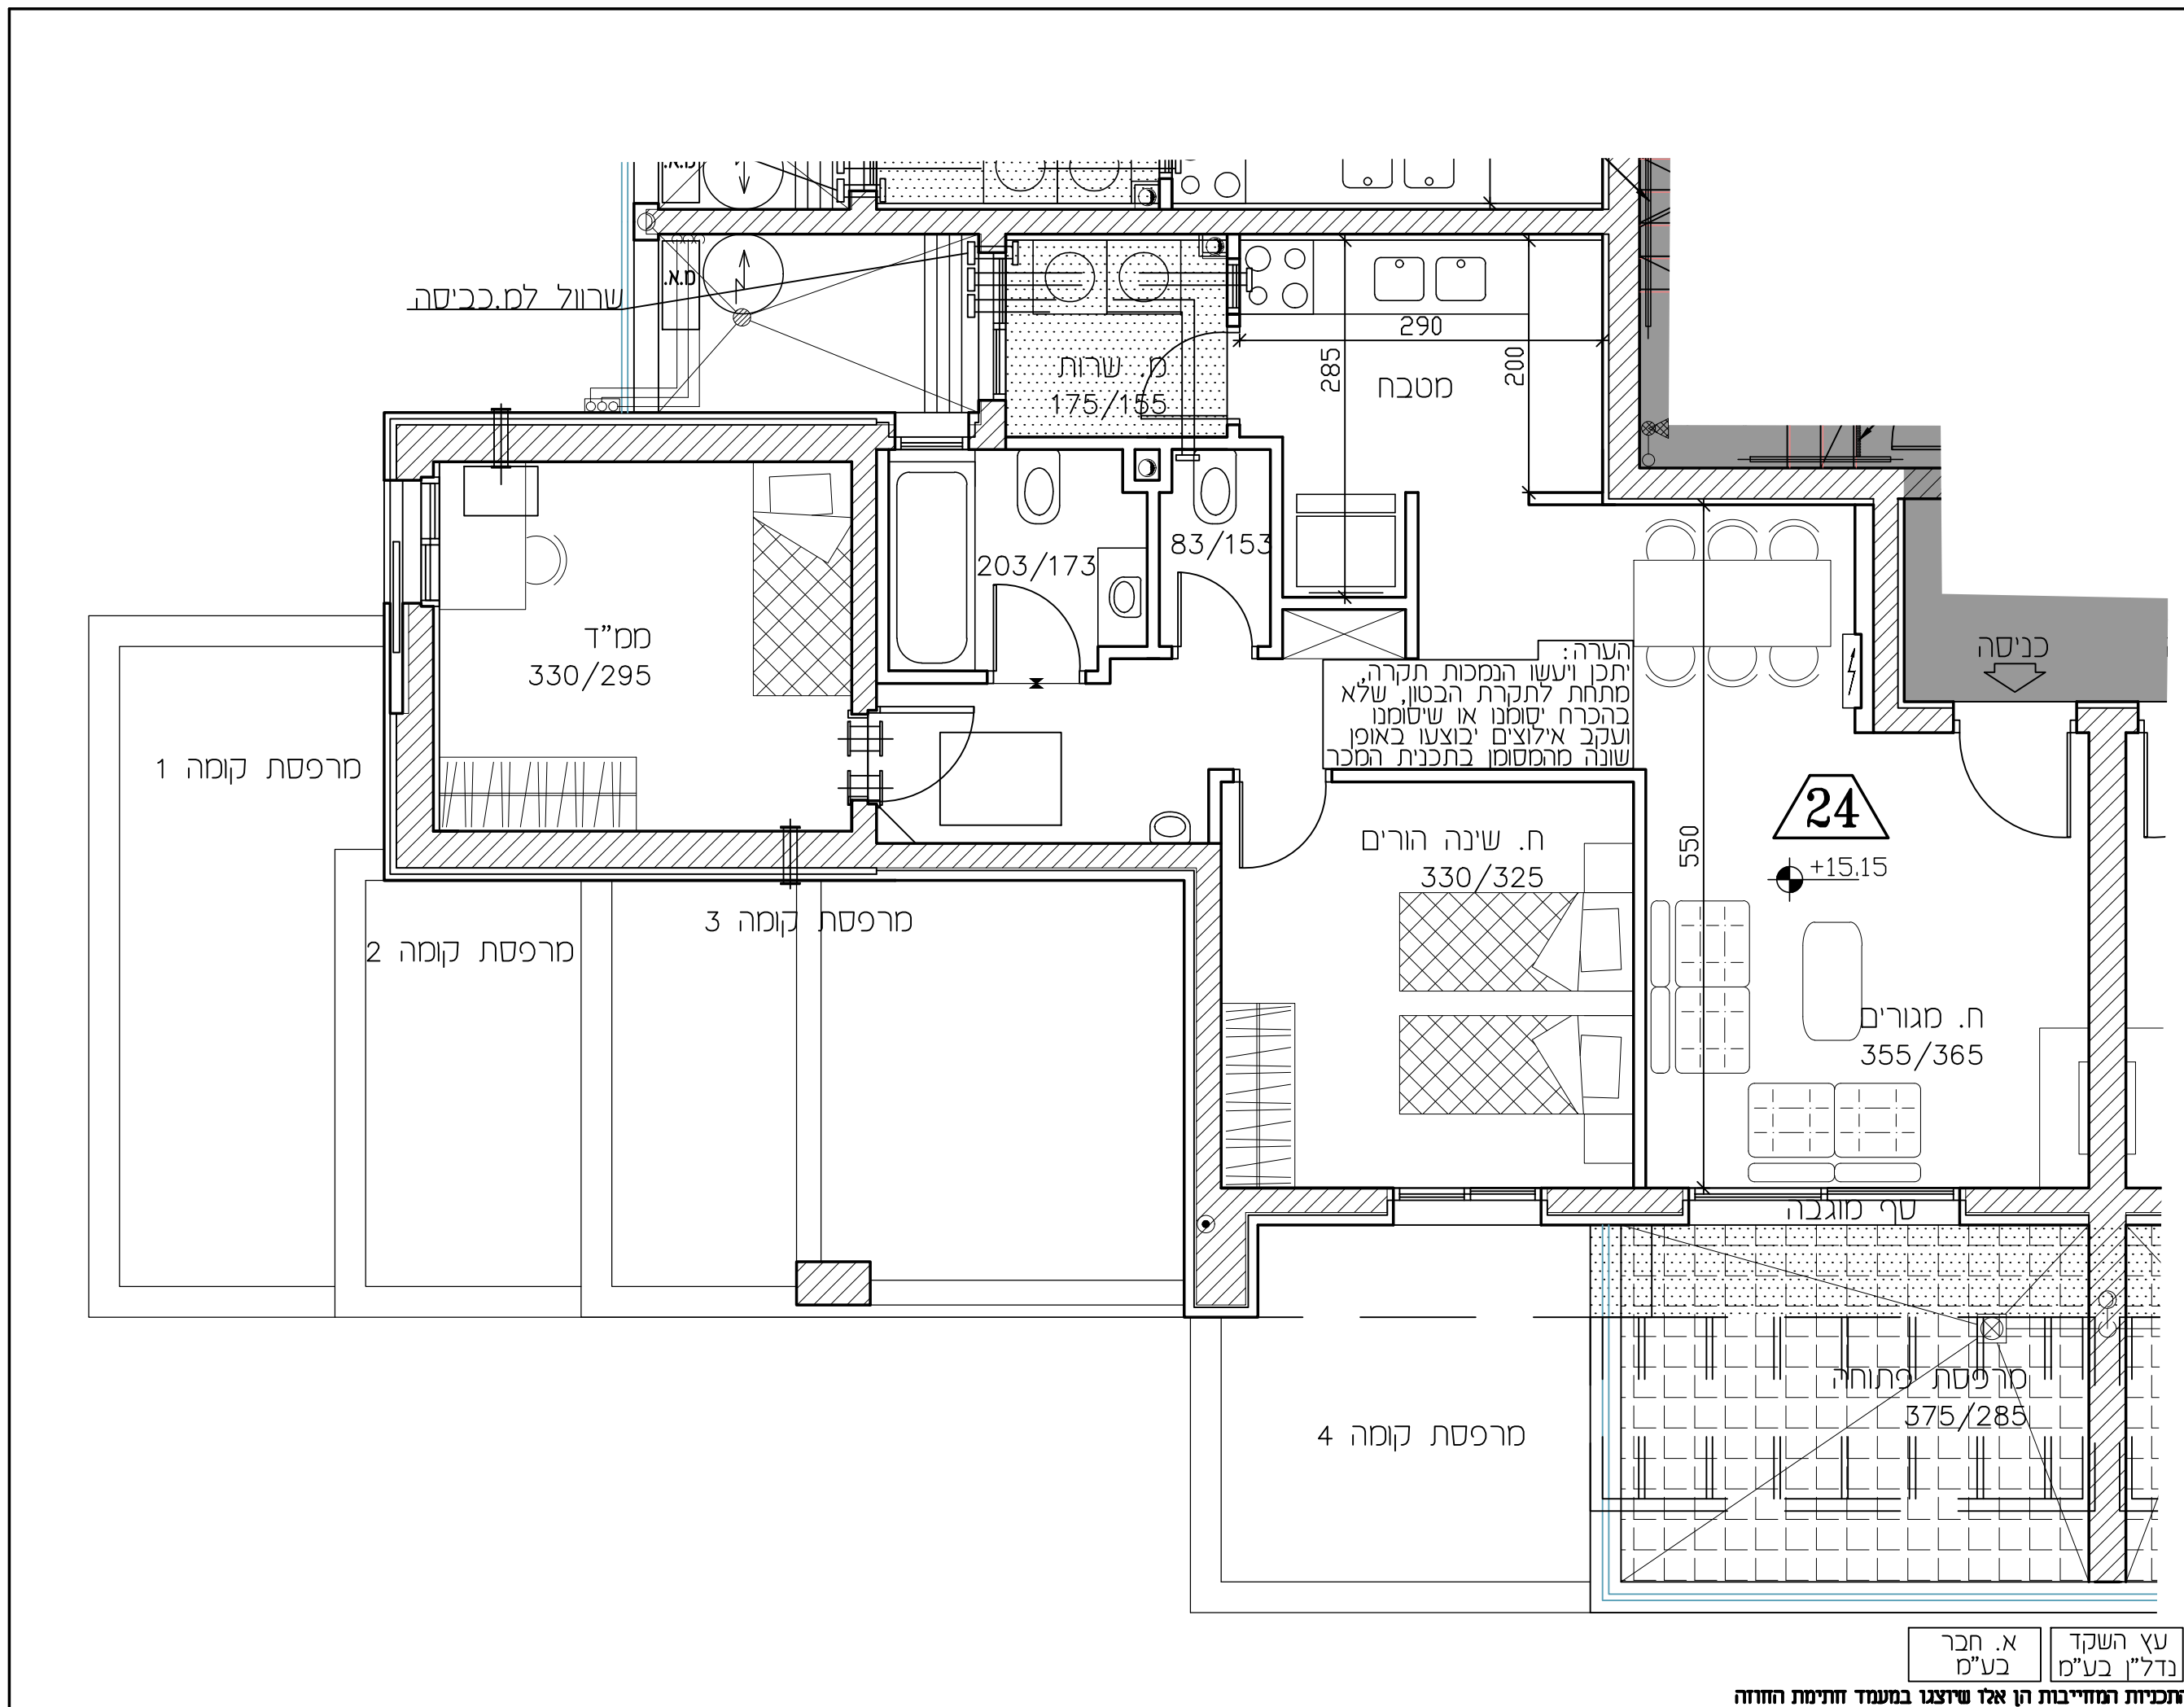 מ.א.
מ.א.
שרוול למ.כביסה
מ. שרות
175/155
290
285
200
מטבח
203/173
83/153
ממ"ד
330/295
הערה:
יתכן ויעשו הנמכות תקרה,
מתחת לתקרת הבטון, שלא
בהכרח יסומנו או שיסומנו
ועקב אילוצים יבוצעו באופן
שונה מהמסומן בתכנית המכר
כניסה
מרפסת קומה 1
24
+15.15
550
ח. שינה הורים
330/325
מרפסת קומה 3
מרפסת קומה 2
ח. מגורים
355/365
סף מוגבה
מרפסת פתוחה
375/285
מרפסת קומה 4
עץ השקד
נדל"ן בע"מ
א. חבר
בע"מ
התכניות המחייבות הן אלו שיוצגו במעמד חתימת החוזה